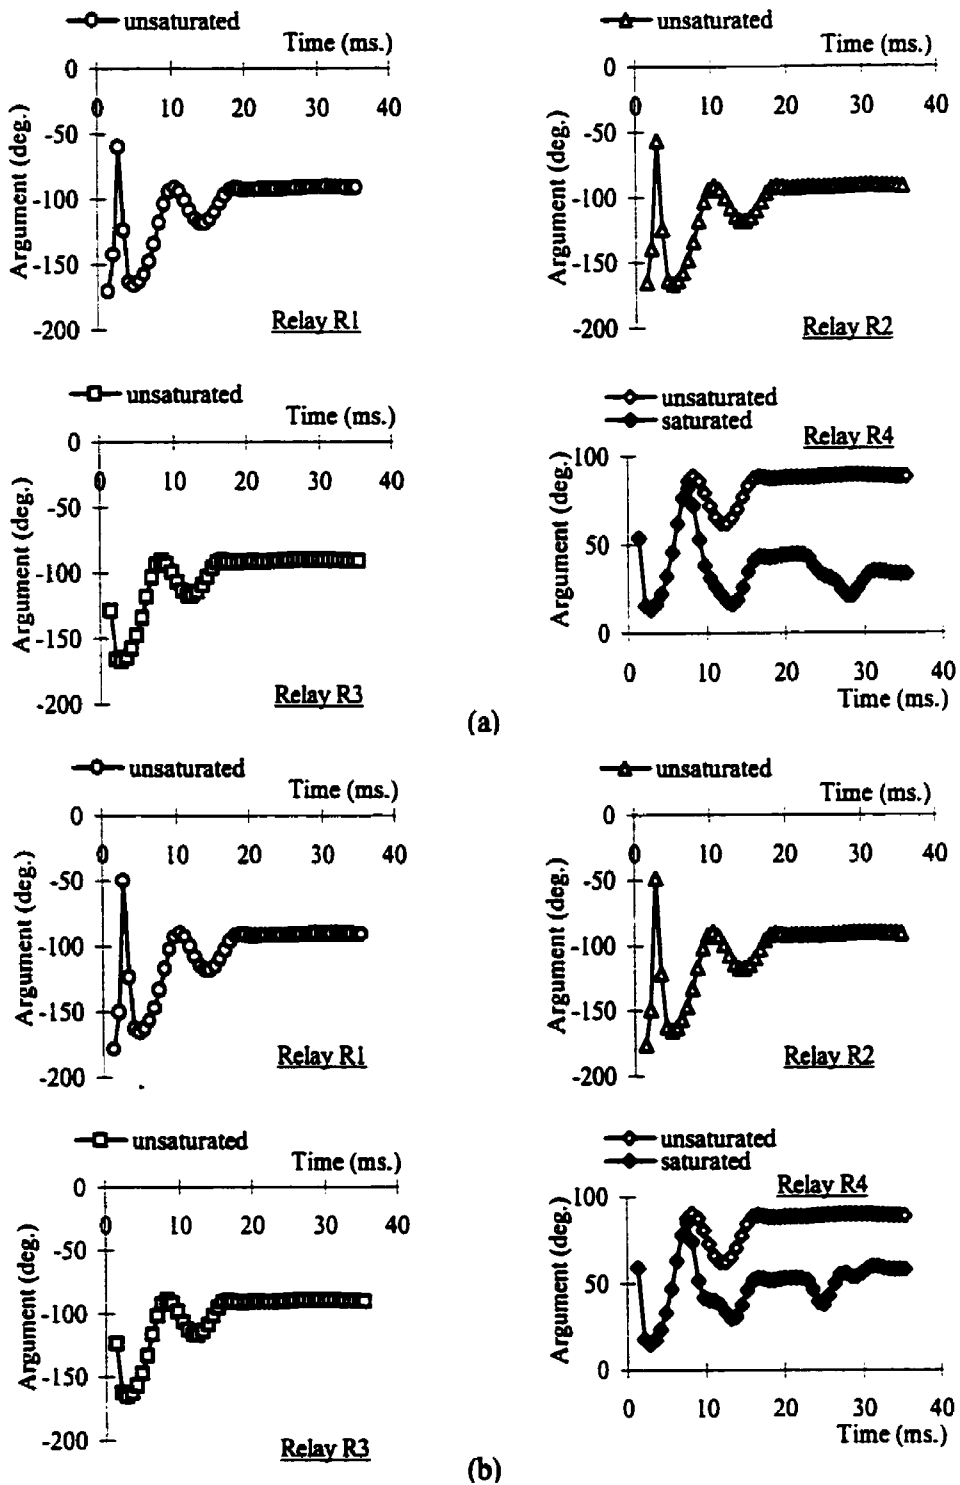 unsaturated
Time (ms.)
0
0 10 20 30 40
-50
-100
-150
-200
Argument (deg.)
Relay R1
unsaturated
Time (ms.)
0
0 10 20 30 40
-50
-100
-150
-200
Argument (deg.)
Relay R2
unsaturated
Time (ms.)
0
0 10 20 30 40
-50
-100
-150
-200
Argument (deg.)
Relay R3
unsaturated
saturated
Relay R4
100
50
0
Argument (deg.)
0 10 20 30 40
Time (ms.)
(a)
unsaturated
Time (ms.)
0
0 10 20 30 40
-50
-100
-150
-200
Argument (deg.)
Relay R1
unsaturated
Time (ms.)
0
0 10 20 30 40
-50
-100
-150
-200
Argument (deg.)
Relay R2
unsaturated
Time (ms.)
0
0 10 20 30 40
-50
-100
-150
-200
Argument (deg.)
Relay R3
unsaturated
saturated
Relay R4
100
50
0
Argument (deg.)
0 10 20 30 40
Time (ms.)
(b)